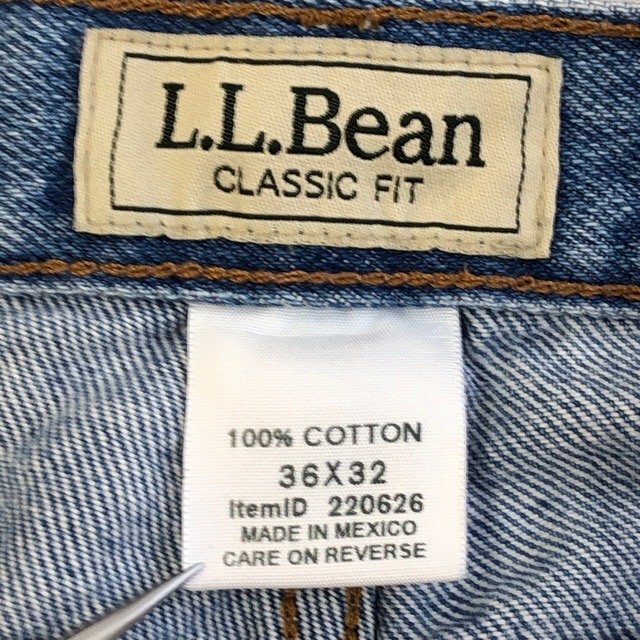 L.L.Bean
CLASSIC FIT
100% COTTON
36X32
ItemID 220626
MADE IN MEXICO
CARE ON REVERSE